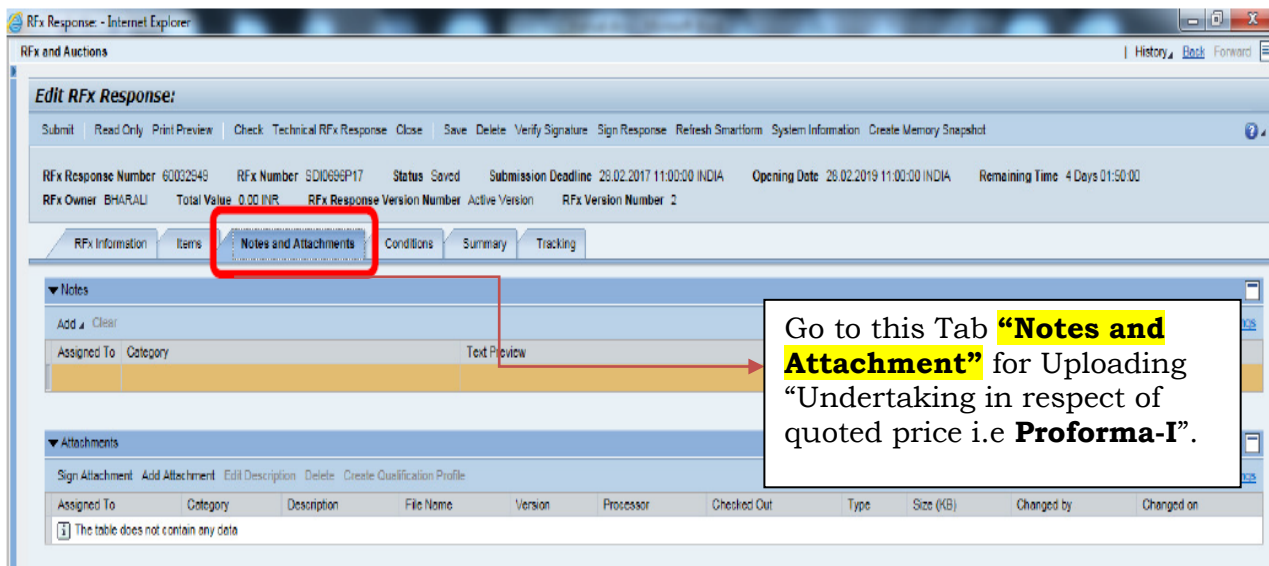 RFx Response: - Internet Explorer
RFx and Auctions | History Back Forward
Edit RFx Response:
Submit Read Only Print Preview Check Technical RFx Response Close Save Delete Verify Signature Sign Response Refresh Smartform System Information Create Memory Snapshot
RFx Response Number 60032949 RFx Number SDI0696P17 Status Saved Submission Deadline 28.02.2017 11:00:00 INDIA Opening Date 28.02.2019 11:00:00 INDIA Remaining Time 4 Days 01:50:00
RFx Owner BHARALI Total Value 0.00 INR RFx Response Version Number Active Version RFx Version Number 2
RFx Information Items Notes and Attachments Conditions Summary Tracking
Notes
Add Clear
Assigned To Category Text Preview
Go to this Tab “Notes and
Attachment” for Uploading
“Undertaking in respect of
quoted price i.e Proforma-I”.
Attachments
Sign Attachment Add Attachment Edit Description Delete Create Qualification Profile
Assigned To Category Description File Name Version Processor Checked Out Type Size (KB) Changed by Changed on
The table does not contain any data